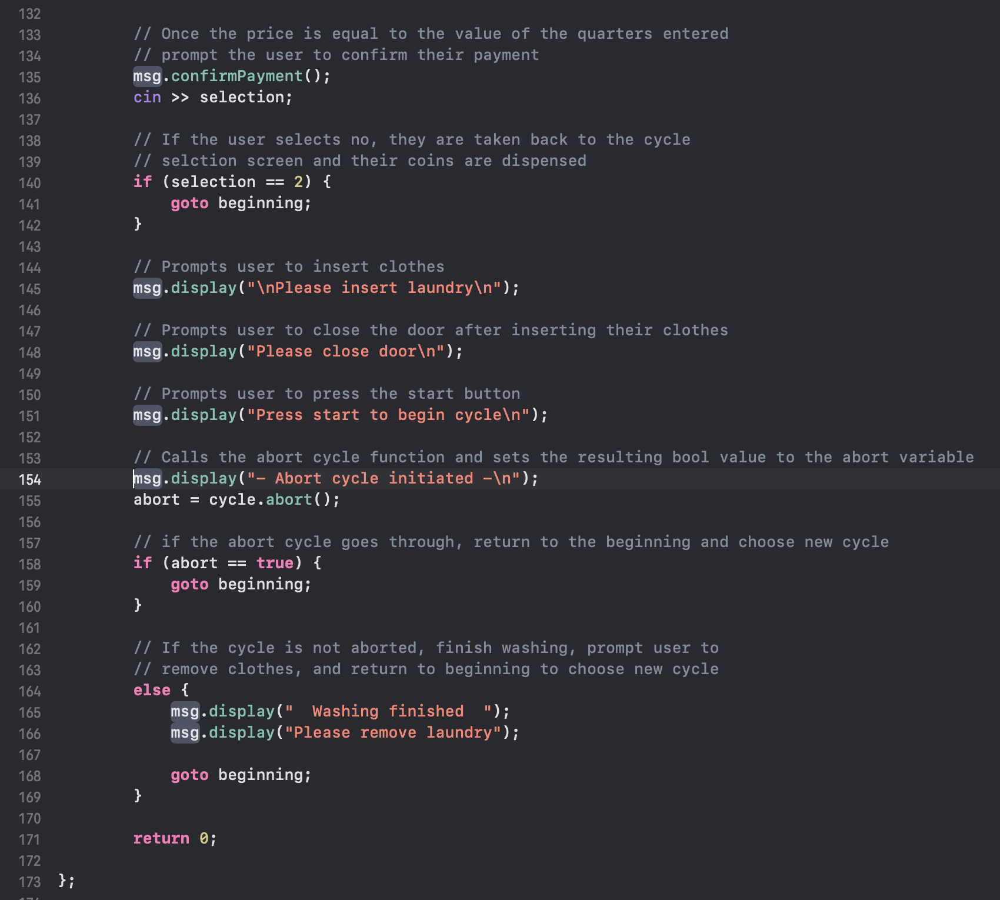 132
133 // Once the price is equal to the value of the quarters entered
134 // prompt the user to confirm their payment
135 msg.confirmPayment();
136 cin >> selection;
137
138 // If the user selects no, they are taken back to the cycle
139 // selction screen and their coins are dispensed
140 if (selection == 2) {
141 goto beginning;
142 }
143
144 // Prompts user to insert clothes
145 msg.display("\nPlease insert laundry\n");
146
147 // Prompts user to close the door after inserting their clothes
148 msg.display("Please close door\n");
149
150 // Prompts user to press the start button
151 msg.display("Press start to begin cycle\n");
152
153 // Calls the abort cycle function and sets the resulting bool value to the abort variable
154 msg.display("- Abort cycle initiated -\n");
155 abort = cycle.abort();
156
157 // if the abort cycle goes through, return to the beginning and choose new cycle
158 if (abort == true) {
159 goto beginning;
160 }
161
162 // If the cycle is not aborted, finish washing, prompt user to
163 // remove clothes, and return to beginning to choose new cycle
164 else {
165 msg.display("  Washing finished  ");
166 msg.display("Please remove laundry");
167
168 goto beginning;
169 }
170
171 return 0;
172
173 };